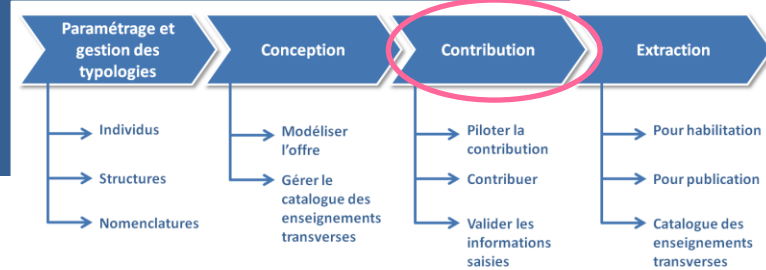 Paramétrage et
gestion des
typologies
Conception
Contribution
Extraction
Individus
Structures
Nomenclatures
Modéliser
l'offre
Gérer le
catalogue des
enseignements
transverses
Piloter la
contribution
Contribuer
Valider les
informations
saisies
Pour habilitation
Pour publication
Catalogue des
enseignements
transverses